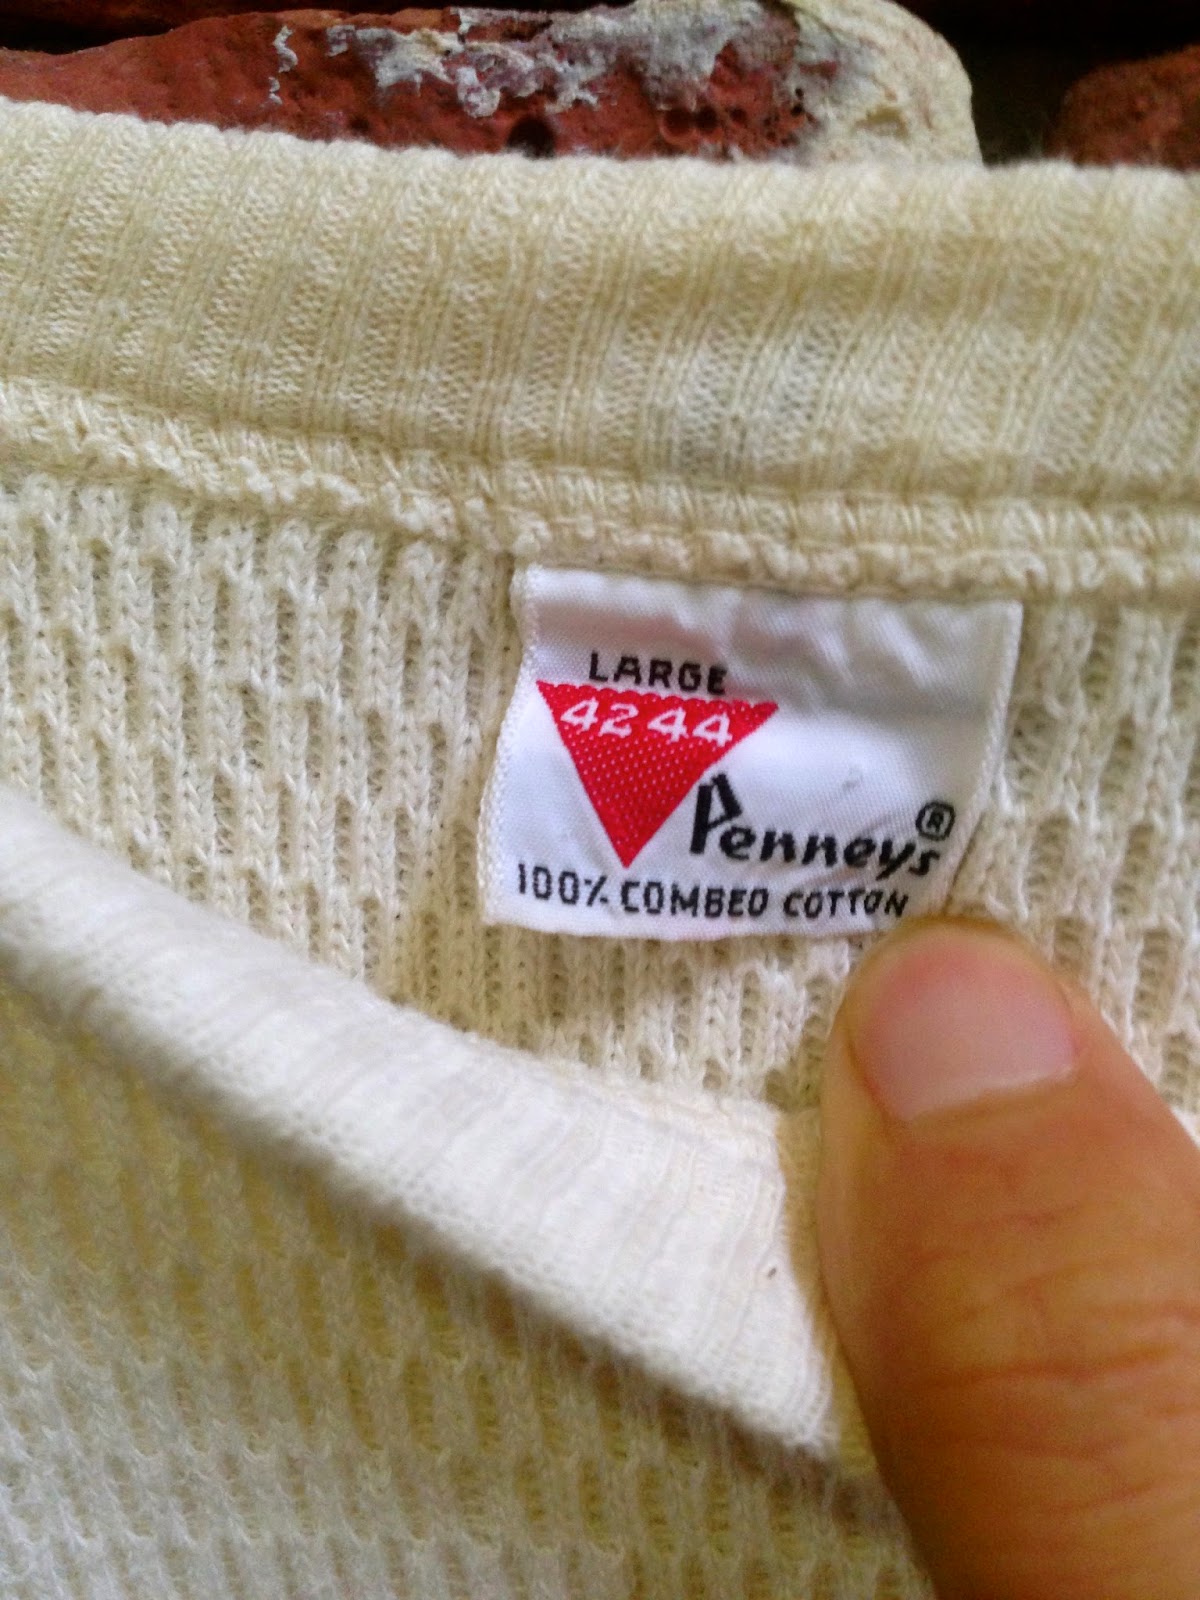 LARGE
42 44
Penneys ®
100% COMBED COTTON